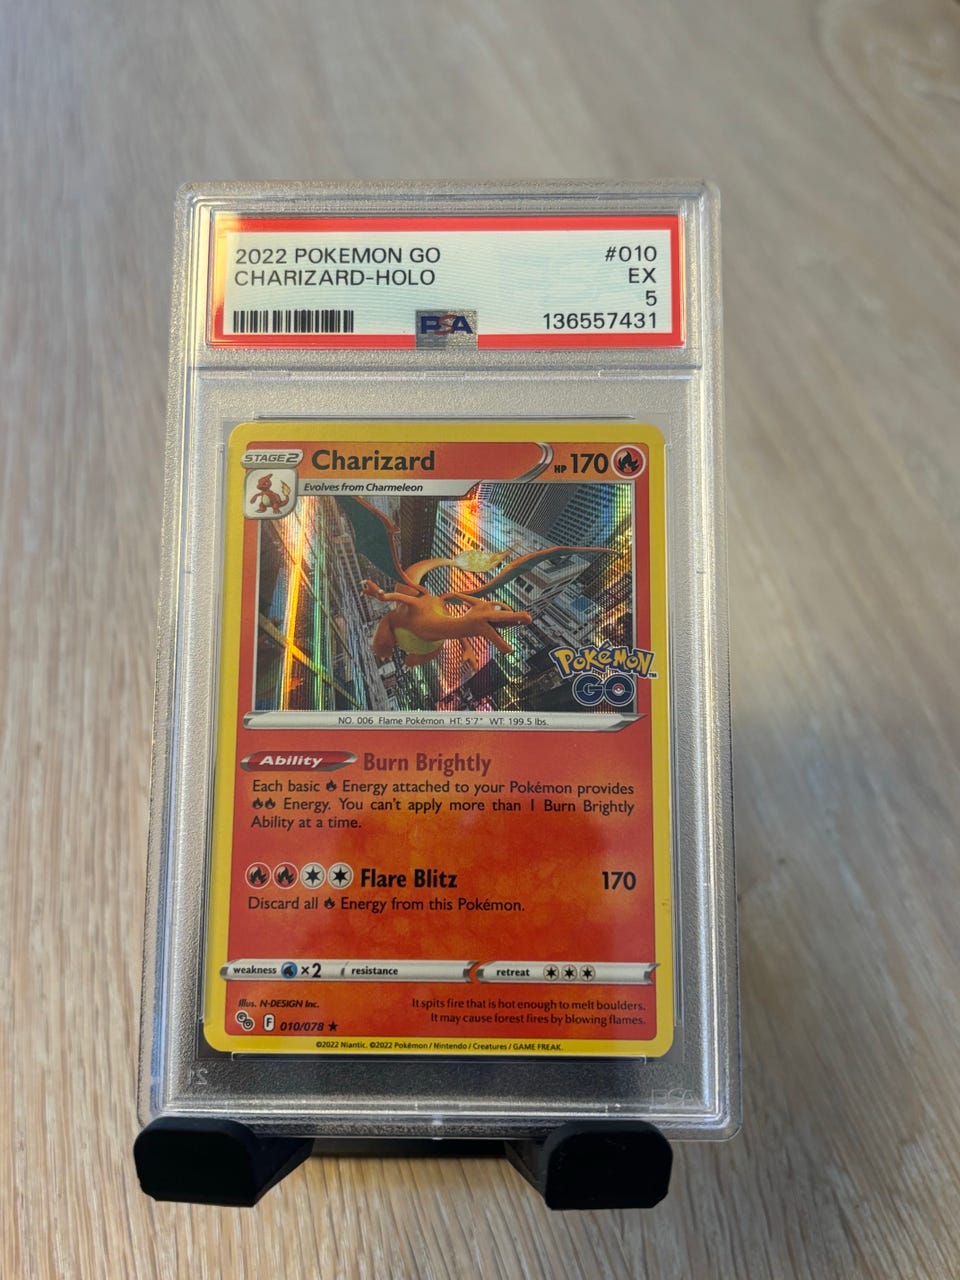 2022 POKEMON GO #010
CHARIZARD-HOLO EX
5
PSA 136557431
STAGE2 Charizard HP 170
Evolves from Charmeleon
Pokémon™
GO
NO. 006 Flame Pokémon HT: 5'7" WT: 199.5 lbs.
Ability Burn Brightly
Each basic Energy attached to your Pokémon provides
Energy. You can't apply more than 1 Burn Brightly
Ability at a time.
Flare Blitz 170
Discard all Energy from this Pokémon.
weakness ×2 resistance retreat
Illus. N-DESIGN Inc. It spits fire that is hot enough to melt boulders.
GO F 010/078 ★ It may cause forest fires by blowing flames.
©2022 Niantic. ©2022 Pokémon / Nintendo / Creatures / GAME FREAK.
PSA